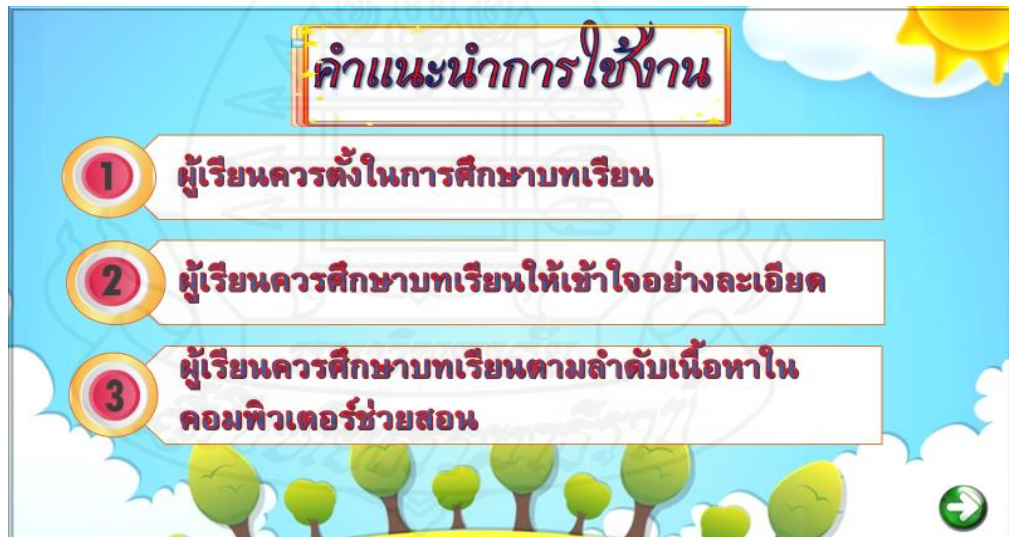 คำแนะนำการใช้งาน
1
ผู้เรียนควรตั้งในการศึกษาบทเรียน
2
ผู้เรียนควรศึกษาบทเรียนให้เข้าใจอย่างละเอียด
3
ผู้เรียนควรศึกษาบทเรียนตามลำดับเนื้อหาใน
คอมพิวเตอร์ช่วยสอน